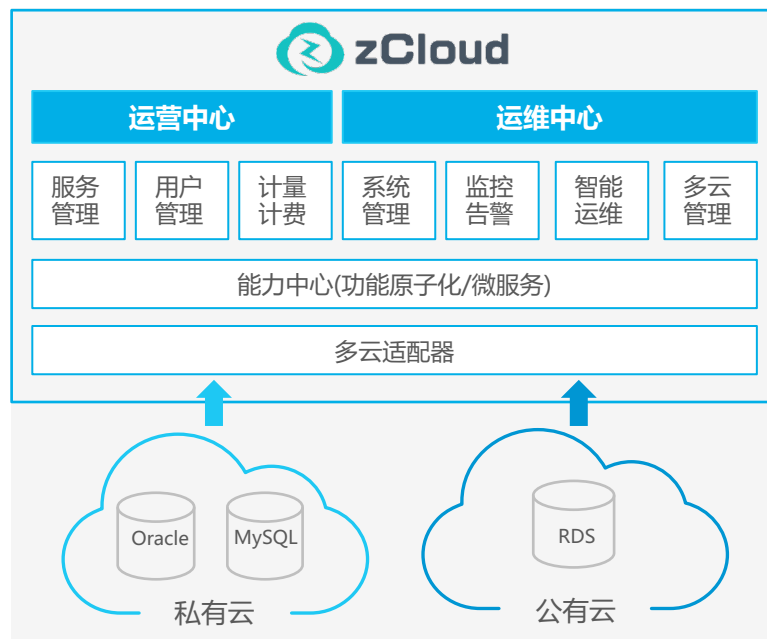 zCloud
运营中心 运维中心
服务 用户 计量 系统 监控 智能 多云
管理 管理 计费 管理 告警 运维 管理
能力中心(功能原子化/微服务)
多云适配器
Oracle MySQL RDS
私有云 公有云